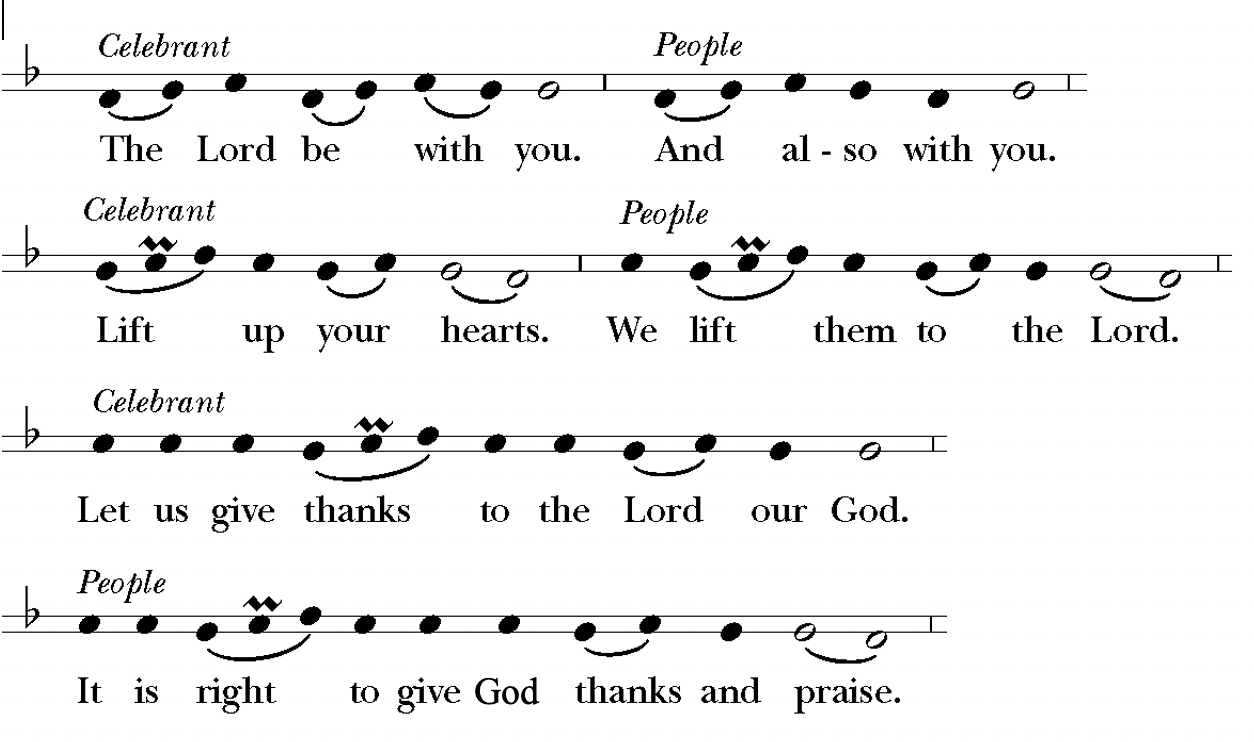 Celebrant People
The Lord be with you. And al - so with you.
Celebrant People
Lift up your hearts. We lift them to the Lord.
Celebrant
Let us give thanks to the Lord our God.
People
It is right to give God thanks and praise.